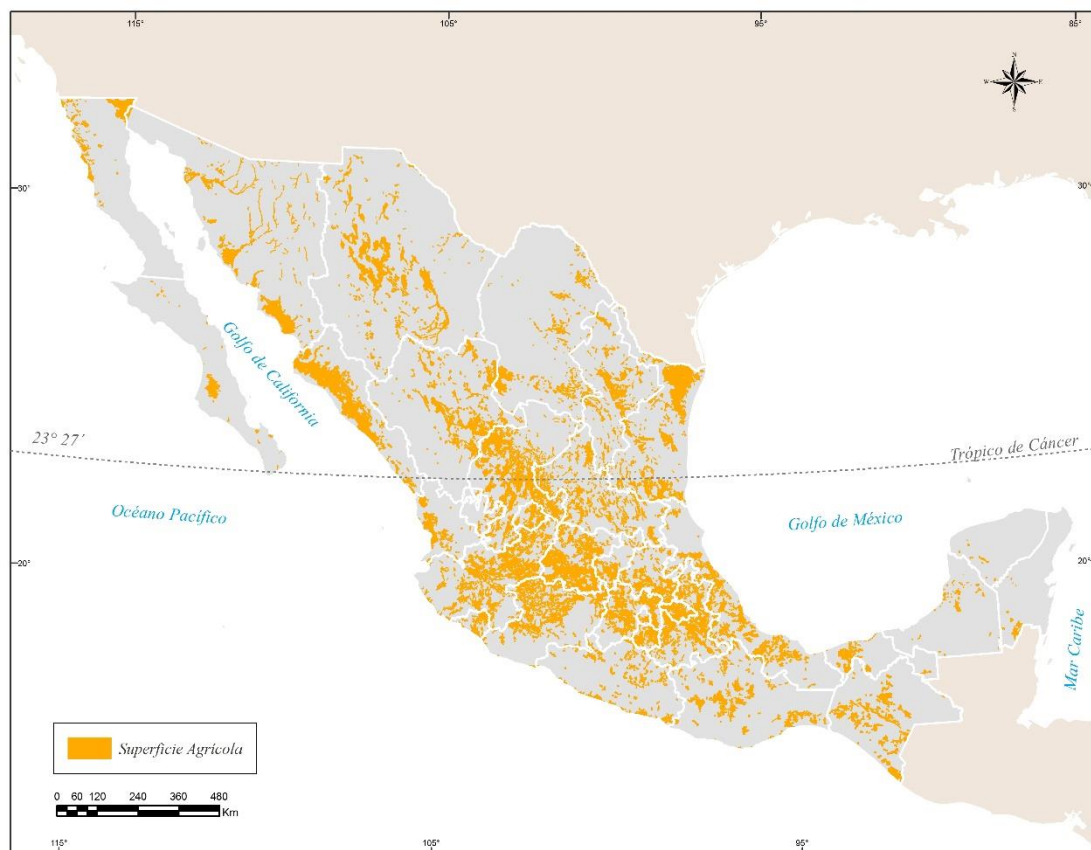 115°
105°
95°
85°
N
W
E
S
30°
30°
Golfo de California
23° 27´
Trópico de Cáncer
Océano Pacífico
Golfo de México
20°
20°
Mar Caribe
Superficie Agrícola
0 60 120 240 360 480
Km
115°
105°
95°